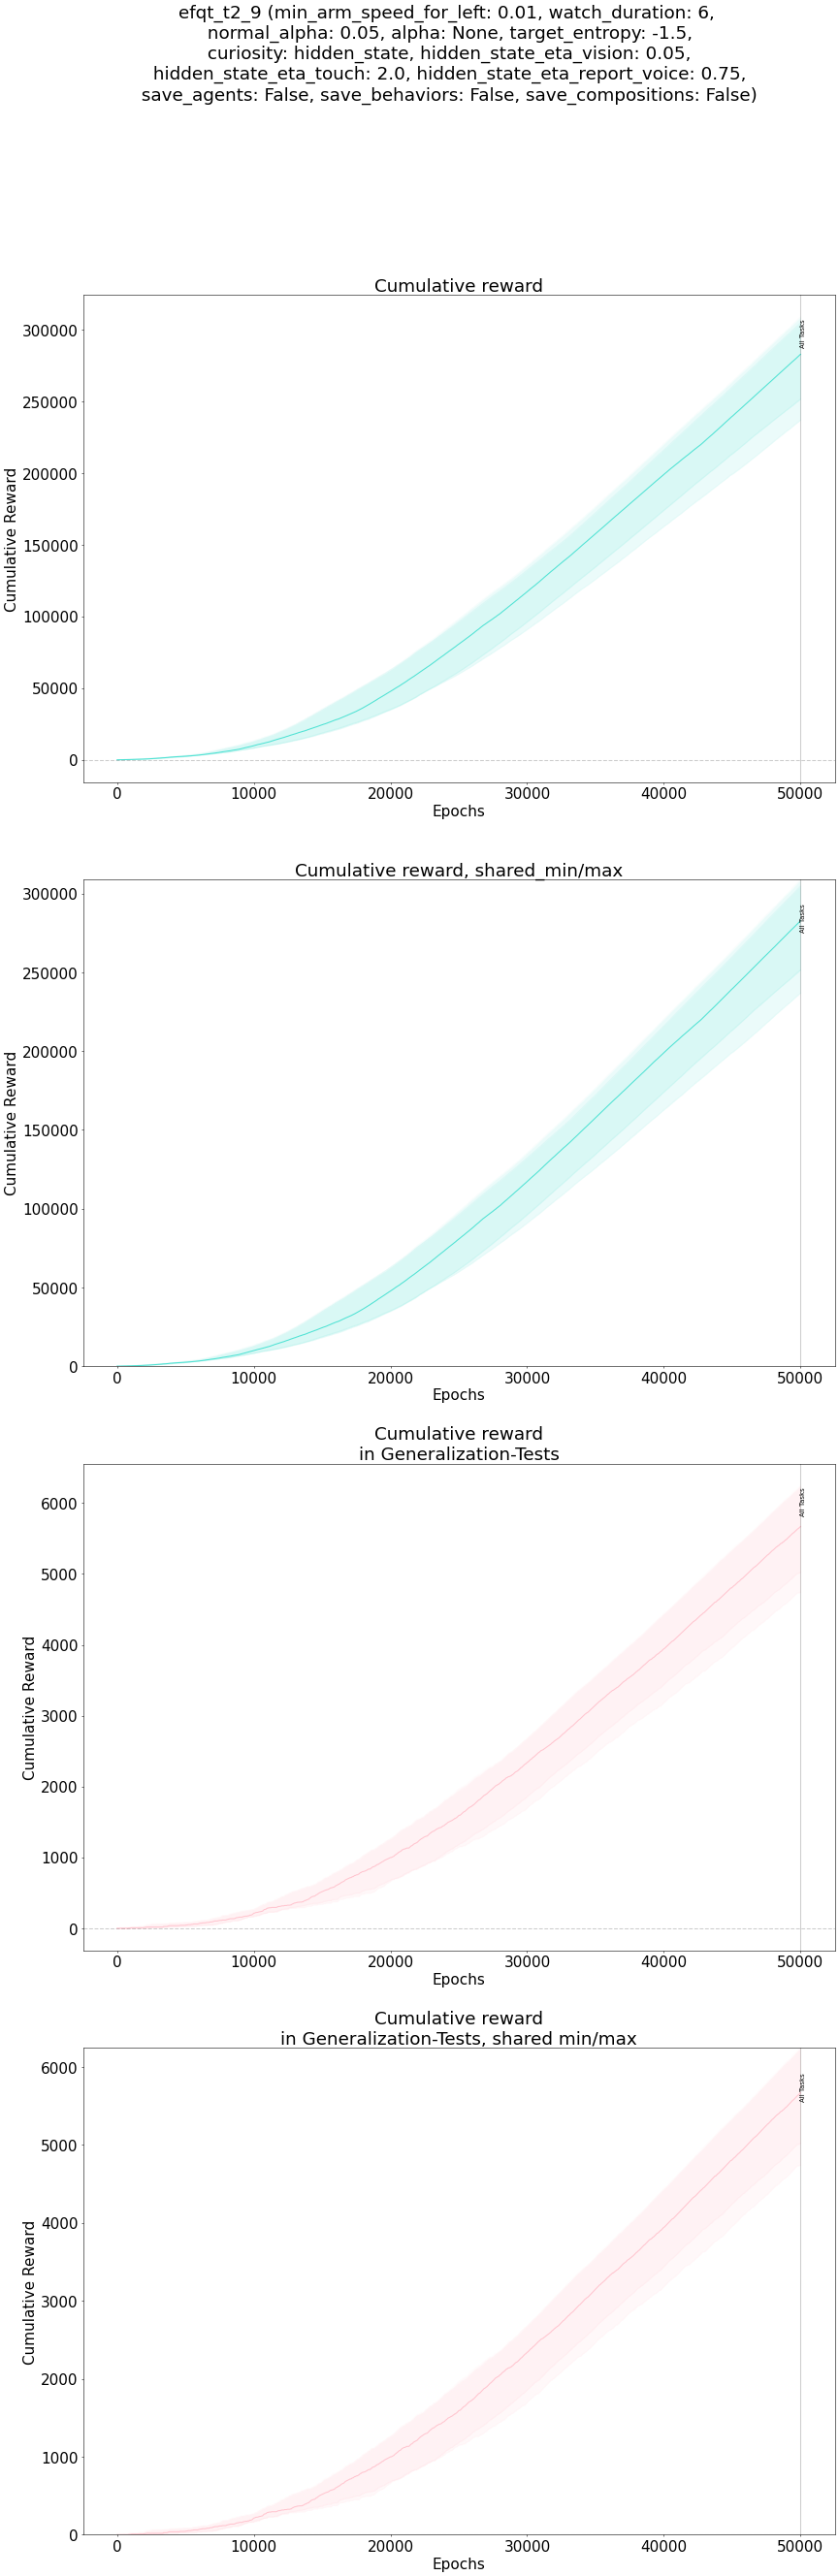 efqt_t2_9 (min_arm_speed_for_left: 0.01, watch_duration: 6,
normal_alpha: 0.05, alpha: None, target_entropy: -1.5,
curiosity: hidden_state, hidden_state_eta_vision: 0.05,
hidden_state_eta_touch: 2.0, hidden_state_eta_report_voice: 0.75,
save_agents: False, save_behaviors: False, save_compositions: False)
Cumulative reward
300000
250000
200000
150000
100000
50000
0
Cumulative Reward
All Tasks
0 10000 20000 30000 40000 50000
Epochs
Cumulative reward, shared_min/max
300000
250000
200000
150000
100000
50000
0
Cumulative Reward
All Tasks
0 10000 20000 30000 40000 50000
Epochs
Cumulative reward
in Generalization-Tests
6000
5000
4000
3000
2000
1000
0
Cumulative Reward
All Tasks
0 10000 20000 30000 40000 50000
Epochs
Cumulative reward
in Generalization-Tests, shared min/max
6000
5000
4000
3000
2000
1000
0
Cumulative Reward
All Tasks
0 10000 20000 30000 40000 50000
Epochs